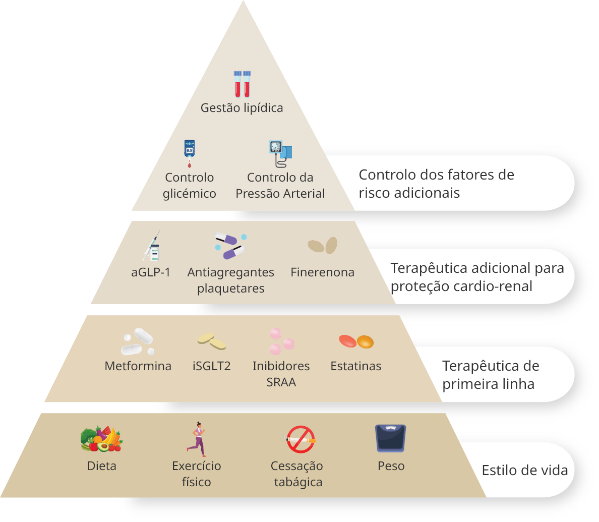 Gestão lipídica
Controlo
glicémico
Controlo da
Pressão Arterial
Controlo dos fatores de
risco adicionais
aGLP-1
Antiagregantes
plaquetares
Finerenona
Terapêutica adicional para
proteção cardio-renal
Metformina
iSGLT2
Inibidores
SRAA
Estatinas
Terapêutica de
primeira linha
Dieta
Exercício
físico
Cessação
tabágica
Peso
Estilo de vida